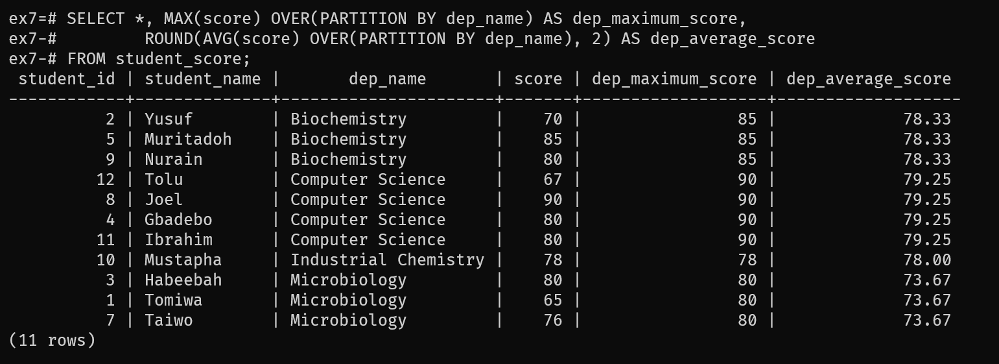 ex7=# SELECT *, MAX(score) OVER(PARTITION BY dep_name) AS dep_maximum_score,
ex7-#         ROUND(AVG(score) OVER(PARTITION BY dep_name), 2) AS dep_average_score
ex7-# FROM student_score;
 student_id | student_name |       dep_name       | score | dep_maximum_score | dep_average_score
------------+--------------+----------------------+-------+-------------------+-------------------
          2 | Yusuf        | Biochemistry         |    70 |                85 |             78.33
          5 | Muritadoh    | Biochemistry         |    85 |                85 |             78.33
          9 | Nurain       | Biochemistry         |    80 |                85 |             78.33
         12 | Tolu         | Computer Science     |    67 |                90 |             79.25
          8 | Joel         | Computer Science     |    90 |                90 |             79.25
          4 | Gbadebo      | Computer Science     |    80 |                90 |             79.25
         11 | Ibrahim      | Computer Science     |    80 |                90 |             79.25
         10 | Mustapha     | Industrial Chemistry |    78 |                78 |             78.00
          3 | Habeebah     | Microbiology         |    80 |                80 |             73.67
          1 | Tomiwa       | Microbiology         |    65 |                80 |             73.67
          7 | Taiwo        | Microbiology         |    76 |                80 |             73.67
(11 rows)